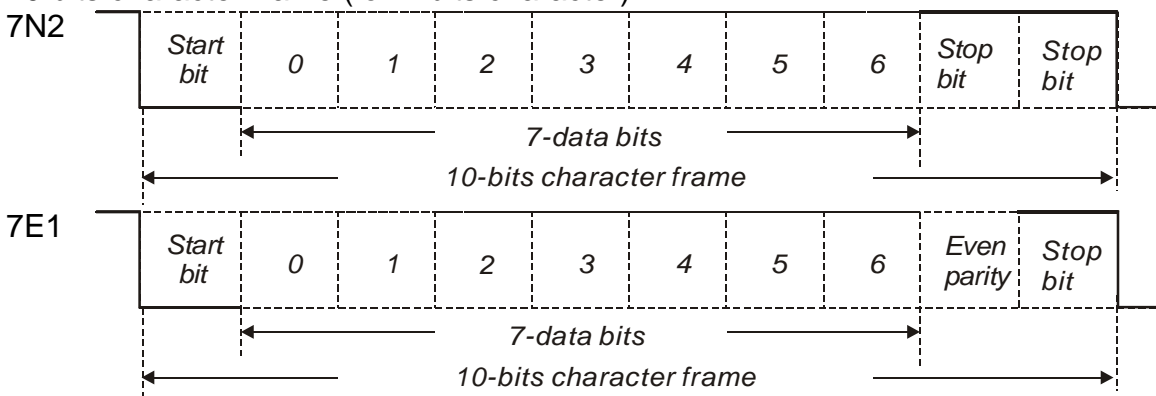 7N2
Start bit 0 1 2 3 4 5 6 Stop bit Stop bit
7-data bits
10-bits character frame
7E1
Start bit 0 1 2 3 4 5 6 Even parity Stop bit
7-data bits
10-bits character frame